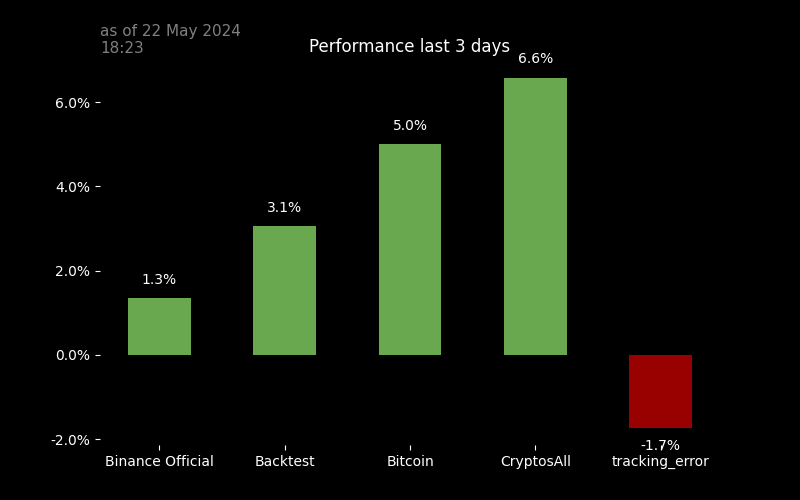 as of 22 May 2024
18:23
Performance last 3 days
6.6%
6.0%
5.0%
4.0%
3.1%
2.0%
1.3%
0.0%
-2.0%
-1.7%
Binance Official
Backtest
Bitcoin
CryptosAll
tracking_error